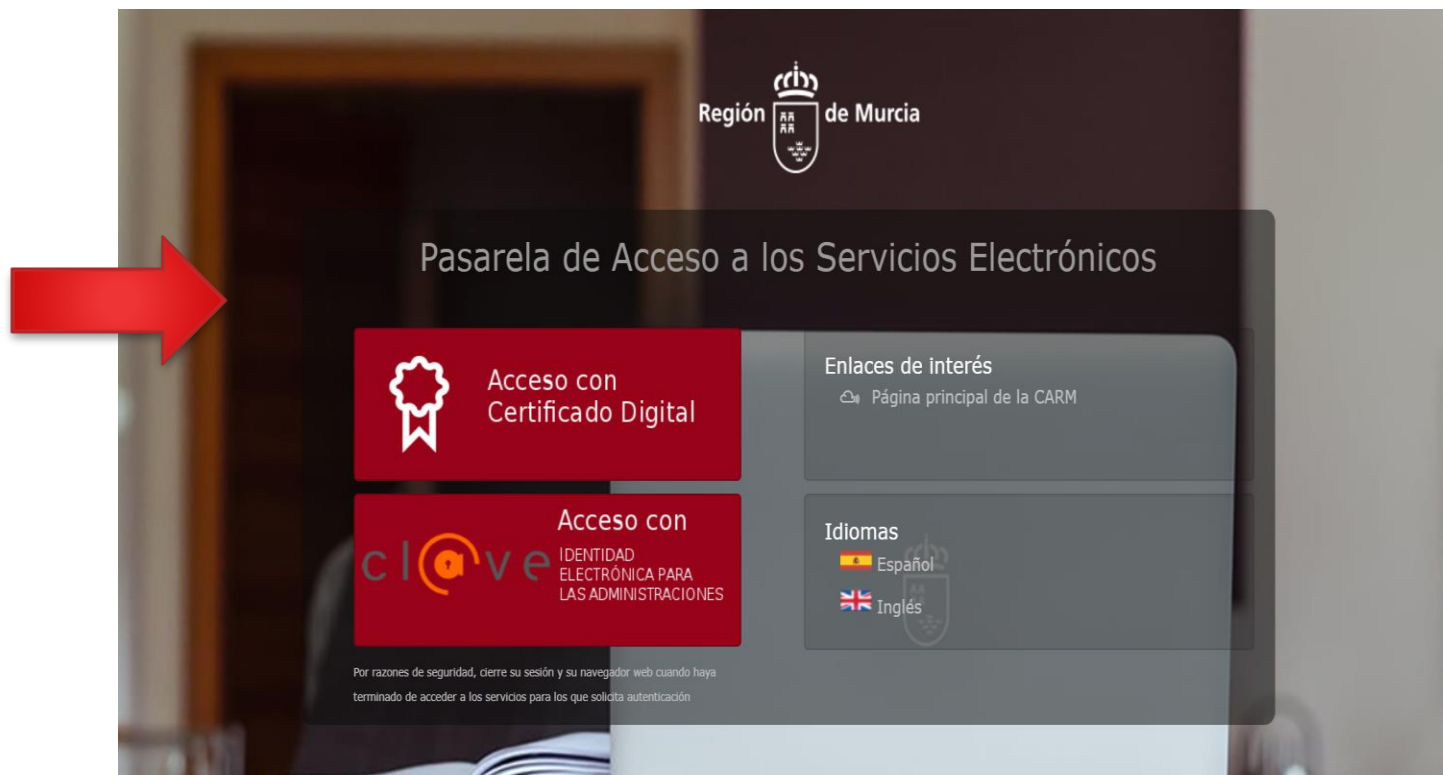 Región de Murcia
Pasarela de Acceso a los Servicios Electrónicos
Acceso con
Certificado Digital
Enlaces de interés
Página principal de la CARM
cl@ve
Acceso con
IDENTIDAD
ELECTRÓNICA PARA
LAS ADMINISTRACIONES
Idiomas
Español
Inglés
Por razones de seguridad, cierre su sesión y su navegador web cuando haya
terminado de acceder a los servicios para los que solicita autenticación